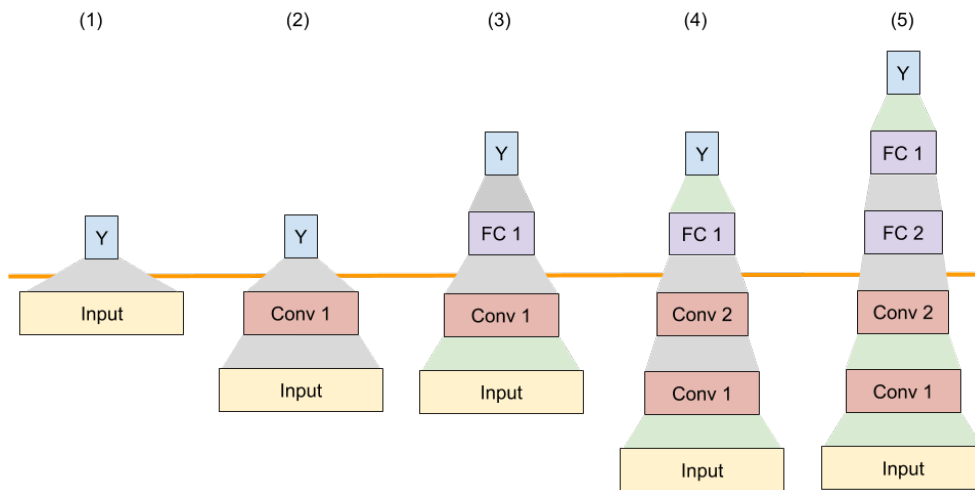 (1)
(2)
(3)
(4)
(5)
Y
Input
Y
Conv 1
Input
Y
FC 1
Conv 1
Input
Y
FC 1
Conv 2
Conv 1
Input
Y
FC 1
FC 2
Conv 2
Conv 1
Input